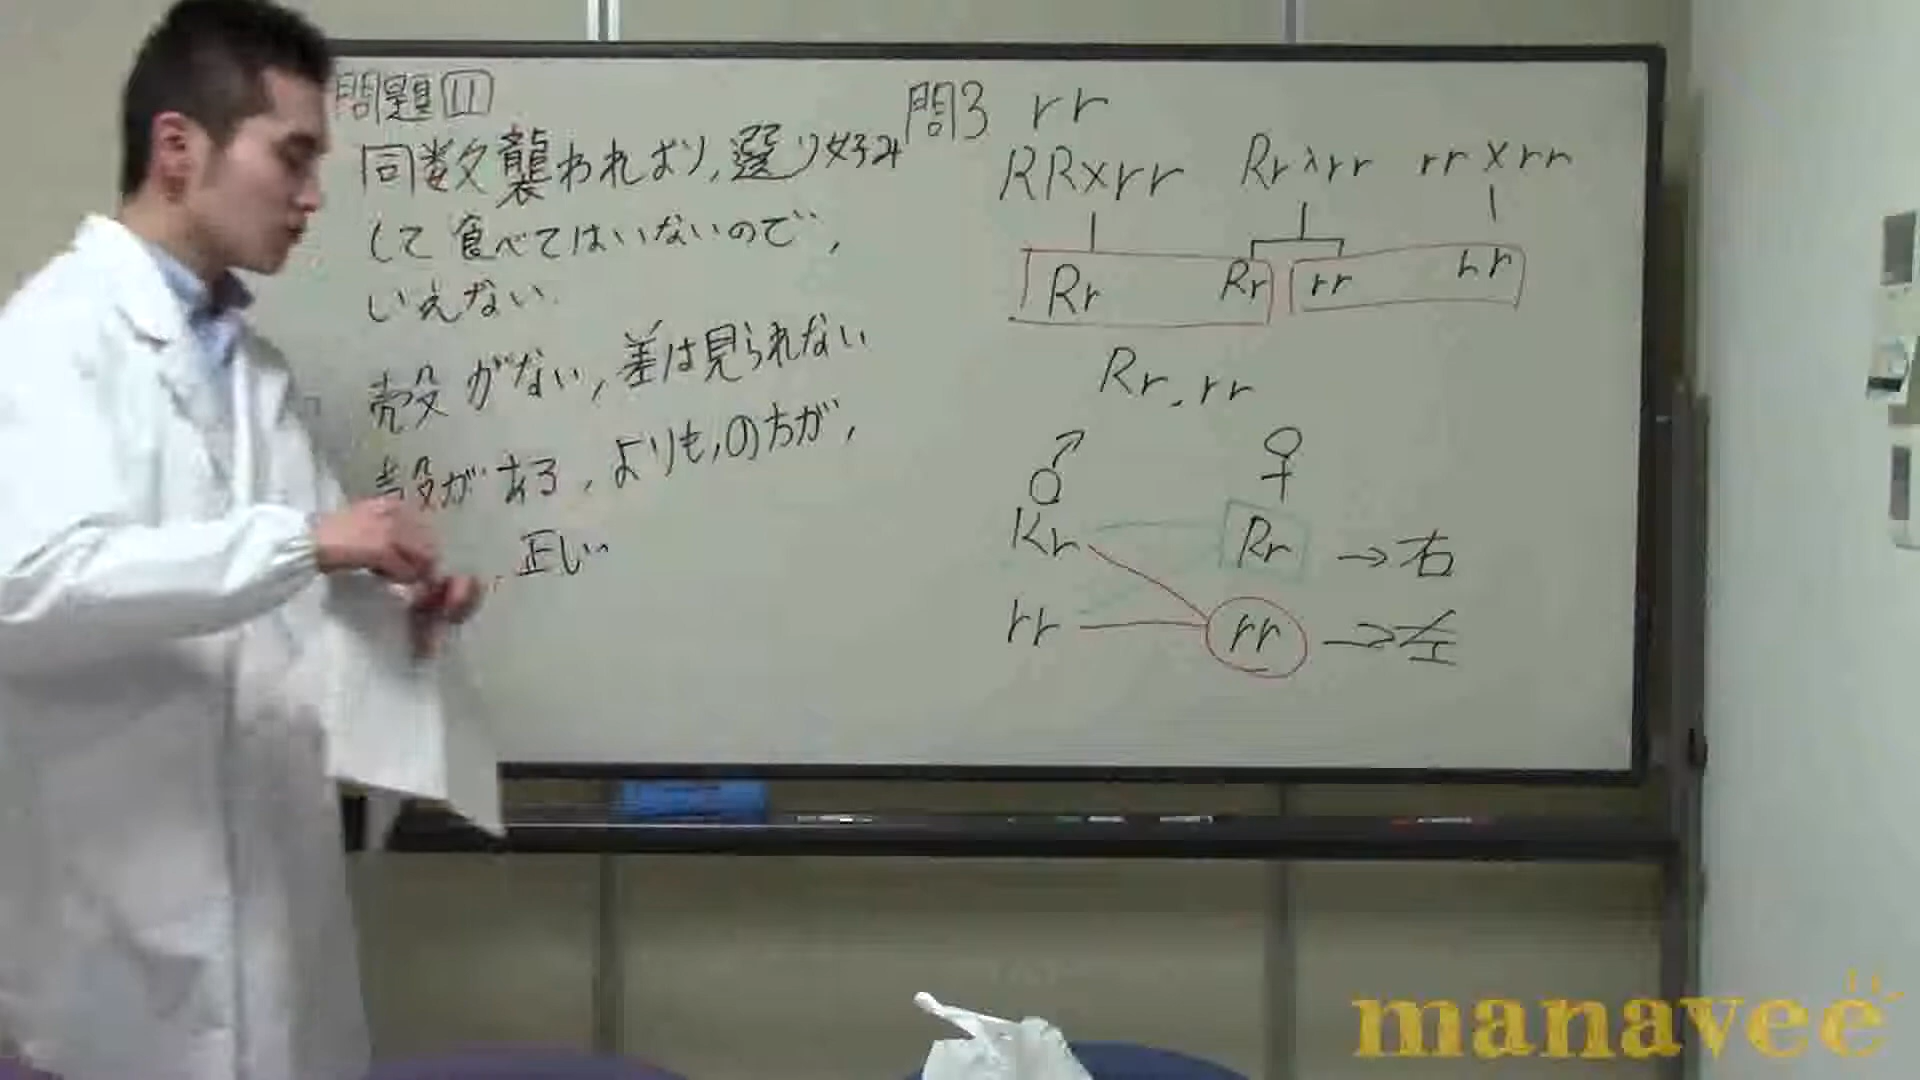 問題11
同数襲われており,選り好み
して食べてはいないので,
いえない.
殻がない,差は見られない
殻がある,よりも,の方が,
正しい
問3 rr
RR×rr Rr×rr rr×rr
Rr Rr rr rr
Rr, rr
♂ ♀
Rr Rr →右
rr rr →左
manavee